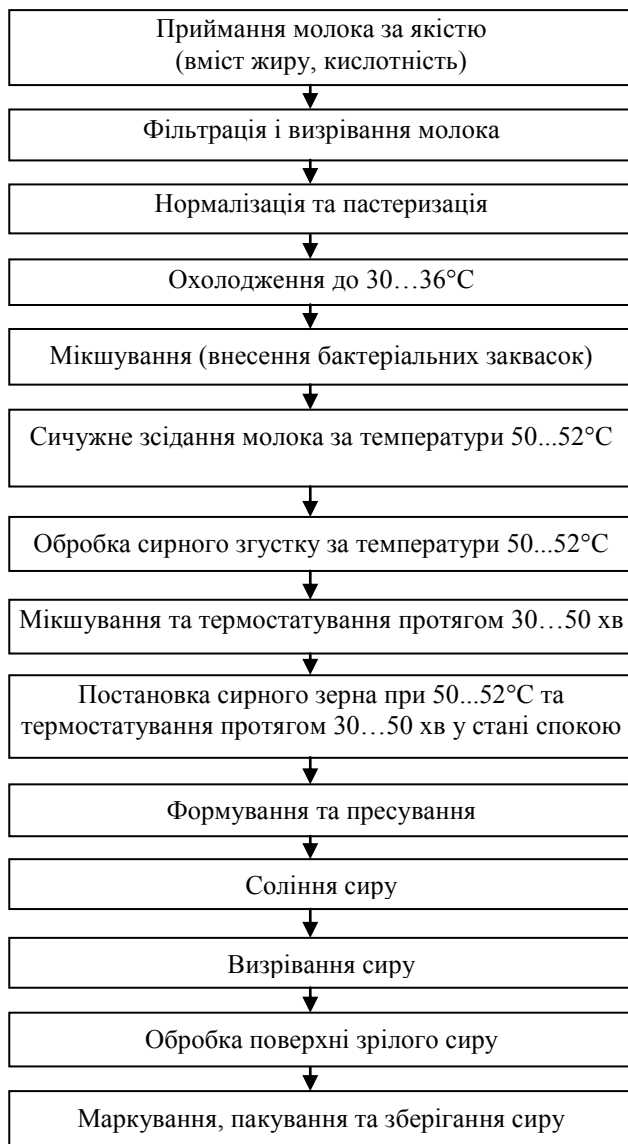 Приймання молока за якістю
(вміст жиру, кислотність)
Фільтрація і визрівання молока
Нормалізація та пастеризація
Охолодження до 30…36°С
Мікшування (внесення бактеріальних заквасок)
Сичужне зсідання молока за температури 50...52°С
Обробка сирного згустку за температури 50...52°С
Мікшування та термостатування протягом 30…50 хв
Постановка сирного зерна при 50...52°С та
термостатування протягом 30…50 хв у стані спокою
Формування та пресування
Соління сиру
Визрівання сиру
Обробка поверхні зрілого сиру
Маркування, пакування та зберігання сиру